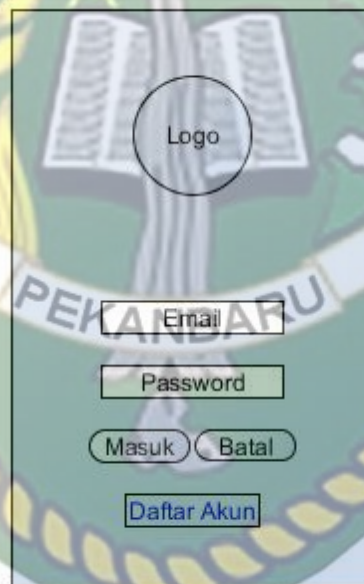 Logo
PEKANBARU
Email
Password
Masuk Batal
Daftar Akun